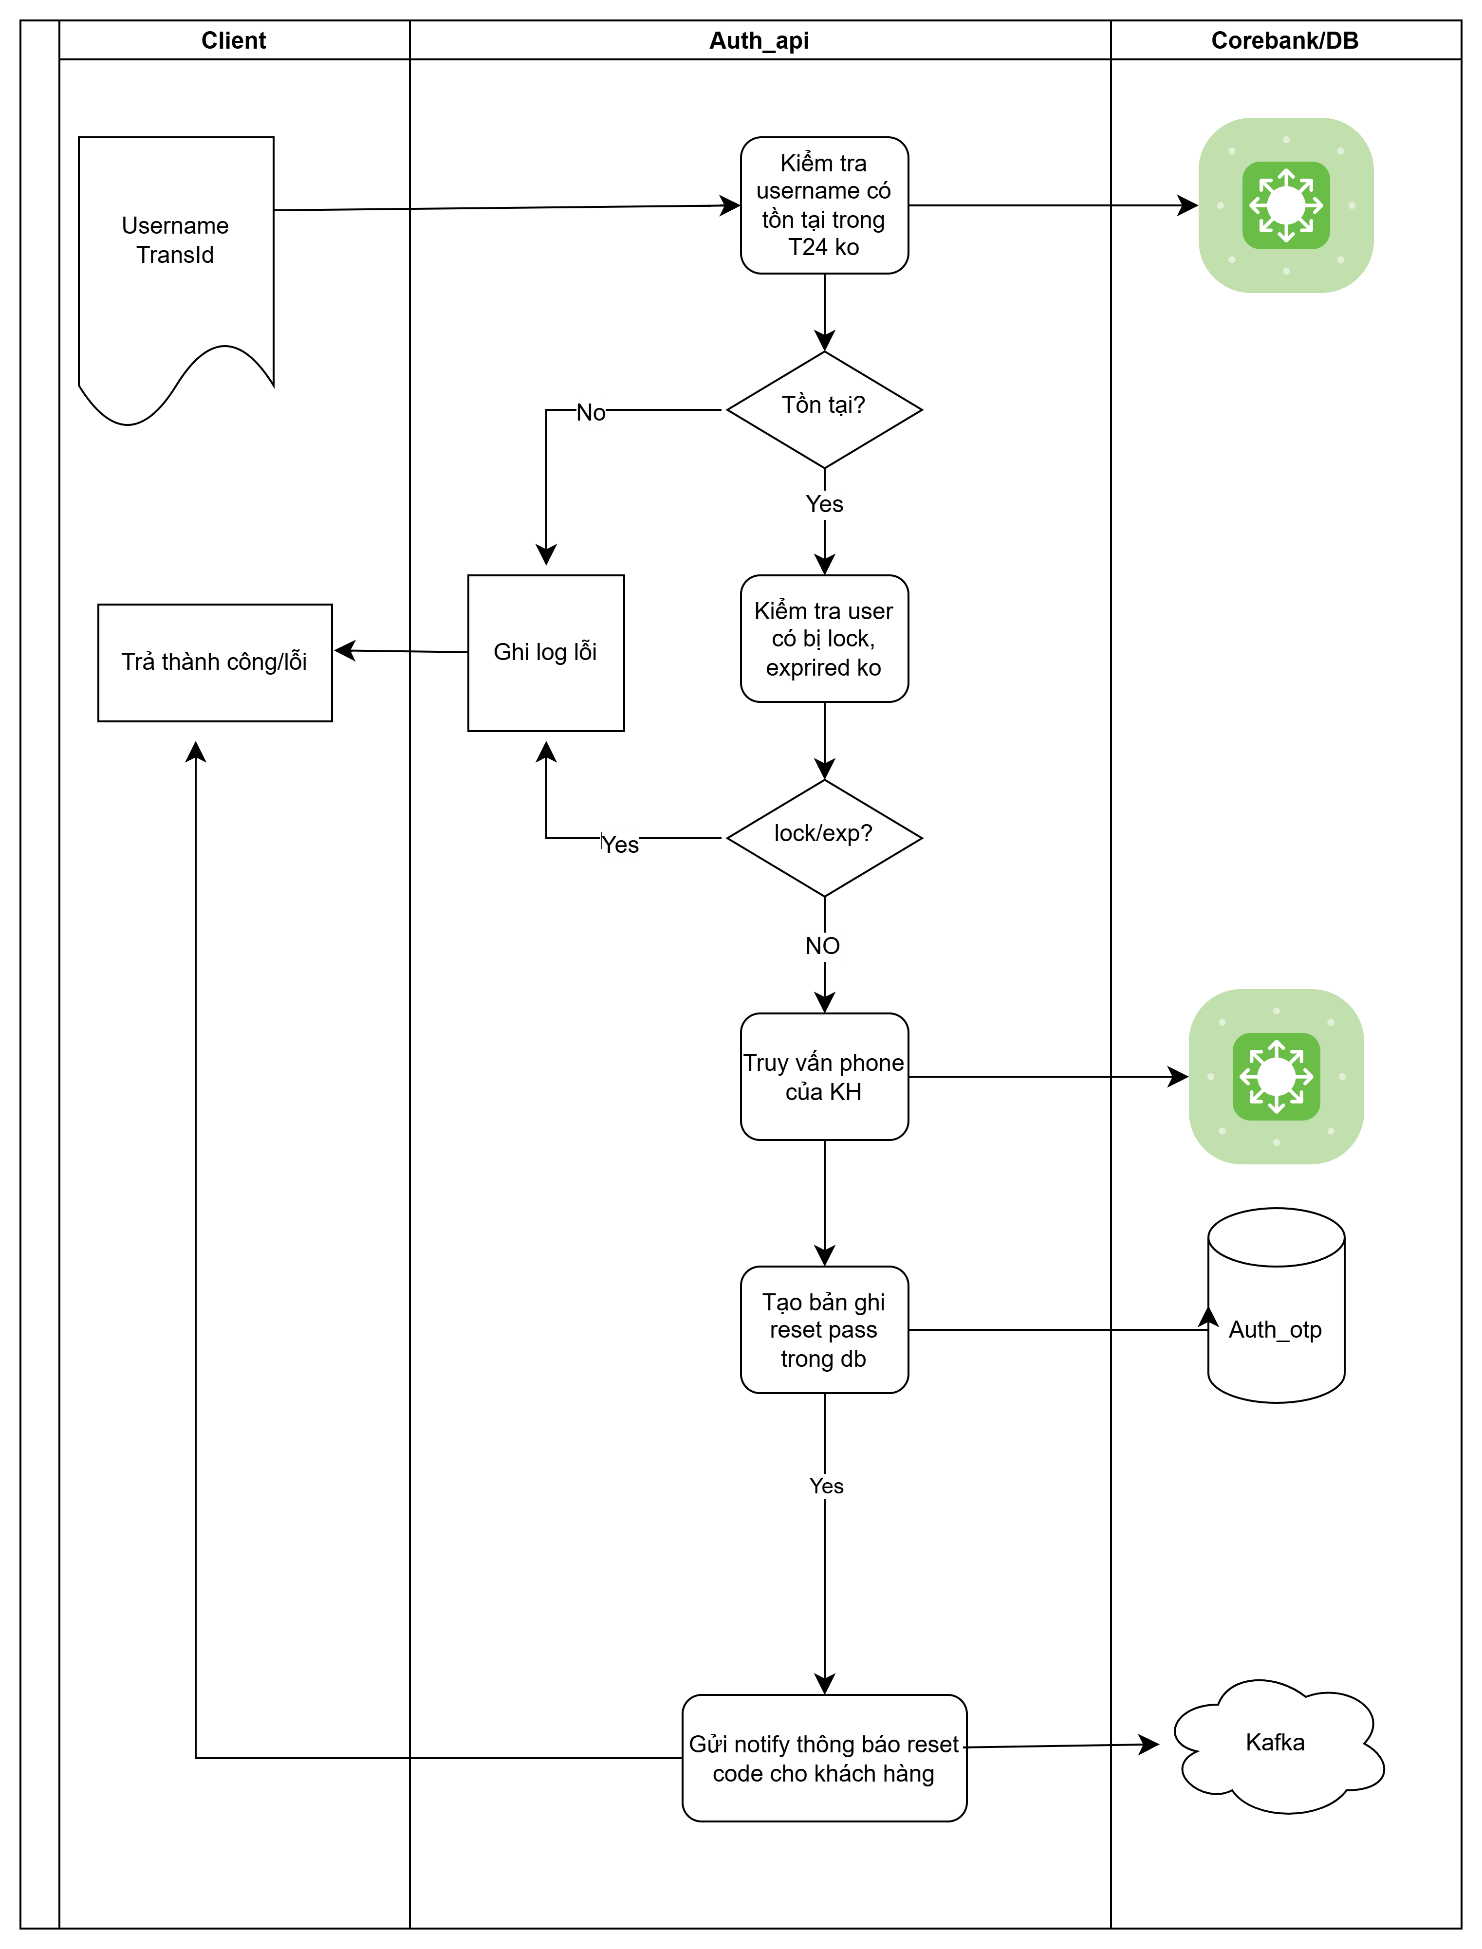 Client
Auth_api
Corebank/DB
Username
TransId
Kiểm tra
username có
tồn tại trong
T24 ko
Tồn tại?
No
Yes
Kiểm tra user
có bị lock,
exprired ko
Ghi log lỗi
Trả thành công/lỗi
lock/exp?
Yes
NO
Truy vấn phone
của KH
Tạo bản ghi
reset pass
trong db
Auth_otp
Yes
Gửi notify thông báo reset
code cho khách hàng
Kafka